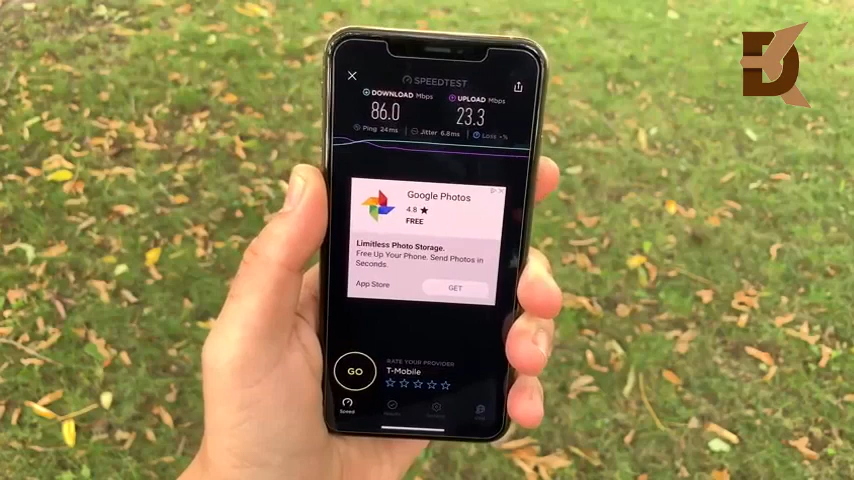 SPEEDTEST
DOWNLOAD Mbps
UPLOAD Mbps
86.0
23.3
Ping 24ms
Jitter 6.8ms
Loss -%
Google Photos
4.8 ★
FREE
Limitless Photo Storage.
Free Up Your Phone. Send Photos in
Seconds.
App Store
GET
GO
RATE YOUR PROVIDER
T-Mobile
Speed